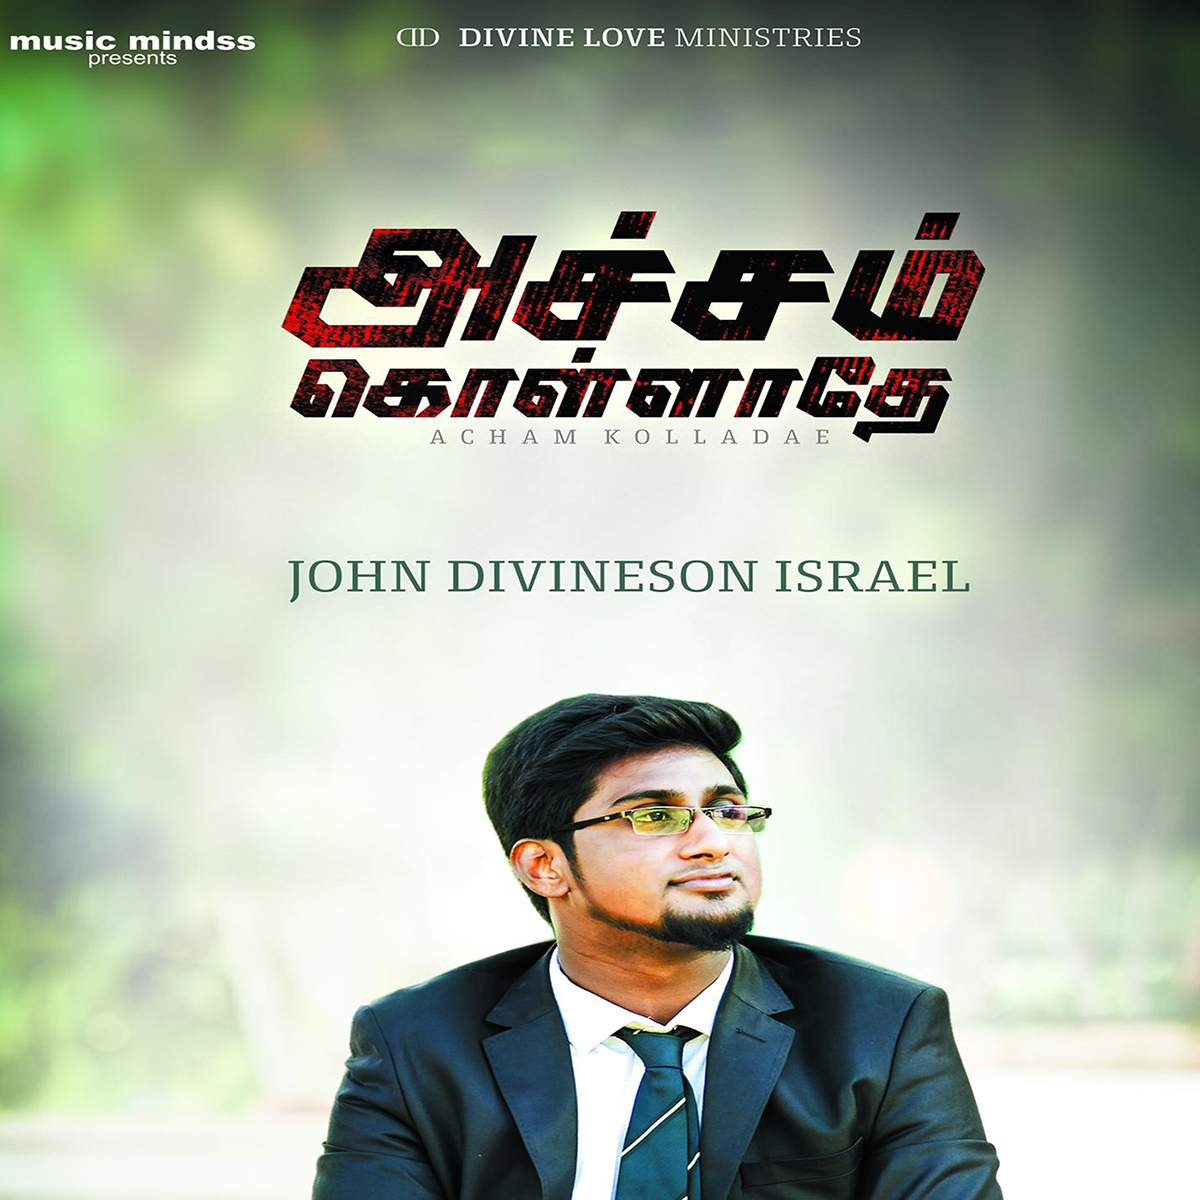 music mindss
presents
DIVINE LOVE MINISTRIES
அச்சம்
கொள்ளாதே
ACHAM KOLLADAE
JOHN DIVINESON ISRAEL